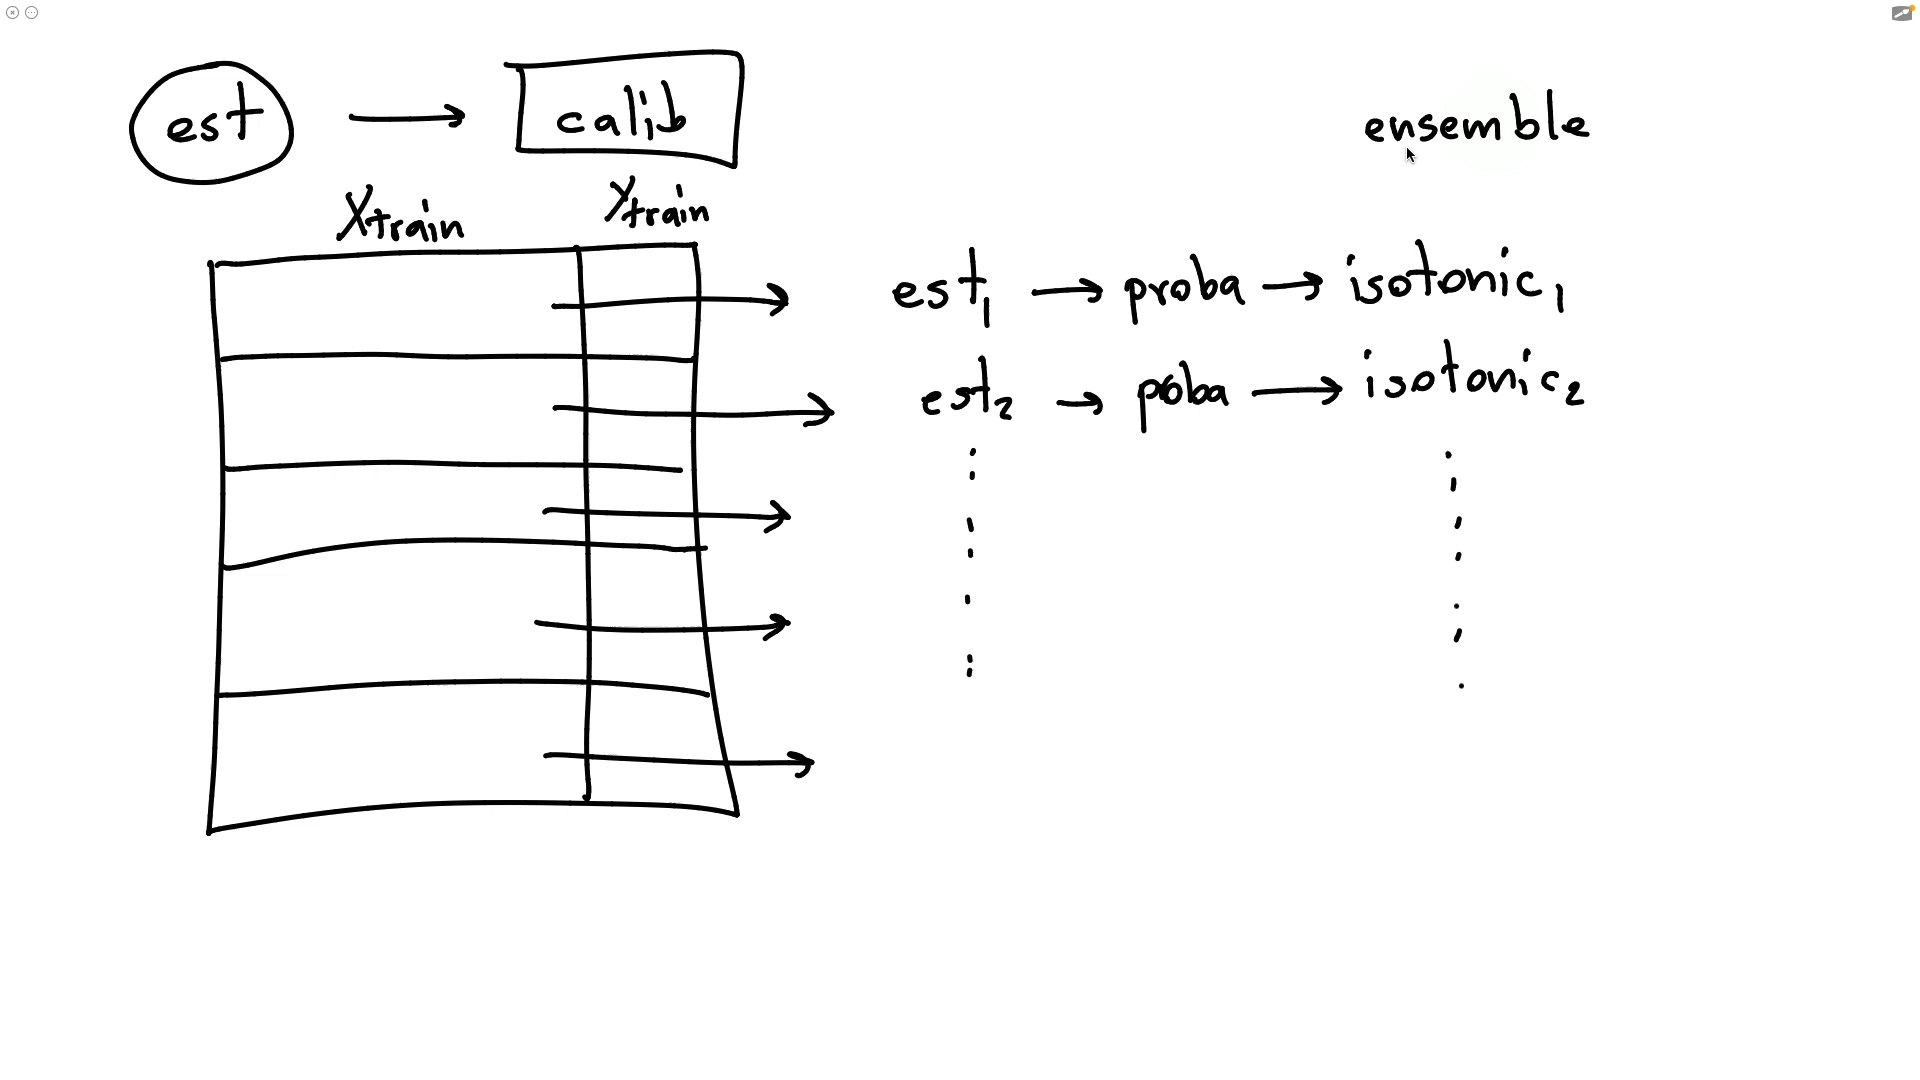 est → calib
ensemble
Xtrain
Ytrain
est₁ → proba → isotonic₁
est₂ → poba → isotonic₂